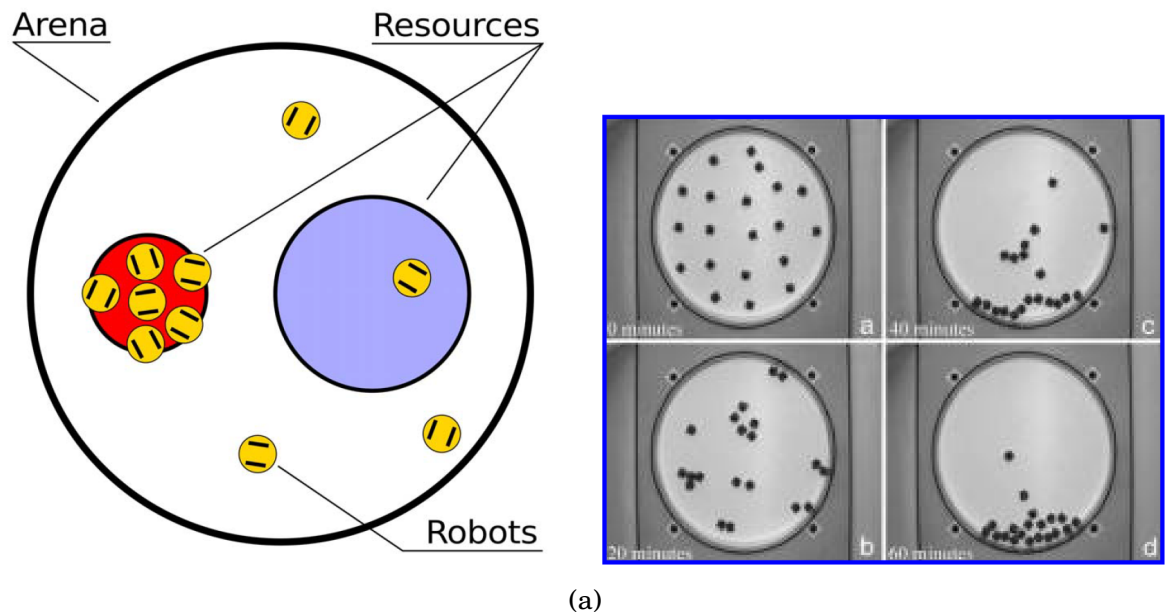 Arena
Resources
Robots
0 minutes
a
40 minutes
c
20 minutes
b
60 minutes
d
(a)